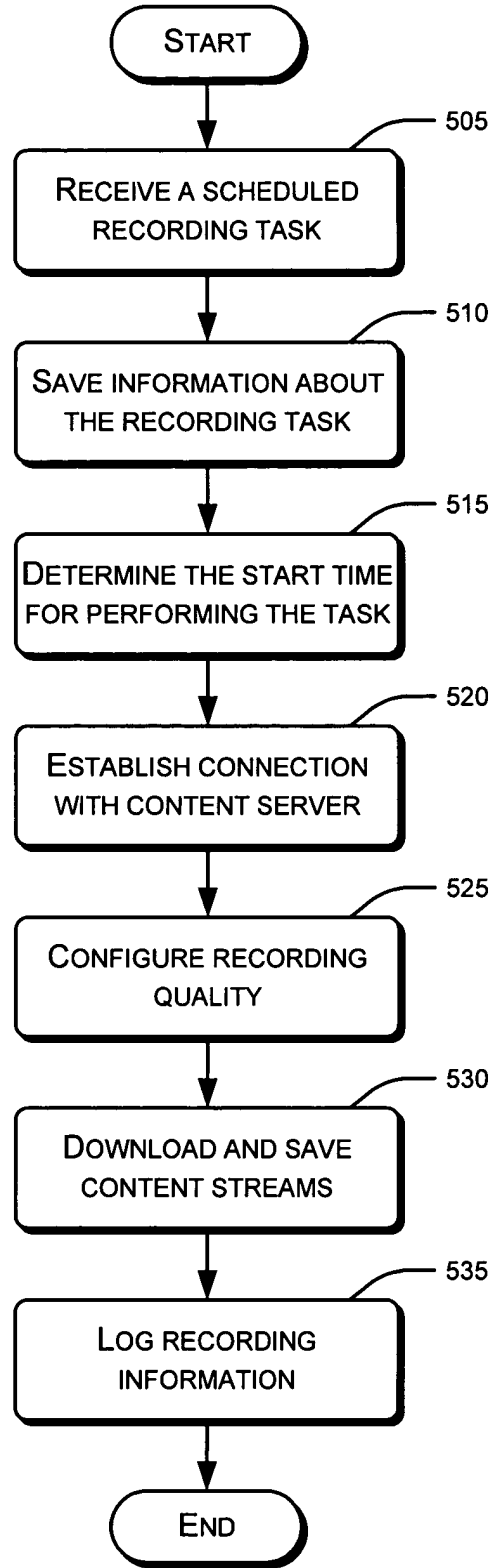 START
505
RECEIVE A SCHEDULED
RECORDING TASK
510
SAVE INFORMATION ABOUT
THE RECORDING TASK
515
DETERMINE THE START TIME
FOR PERFORMING THE TASK
520
ESTABLISH CONNECTION
WITH CONTENT SERVER
525
CONFIGURE RECORDING
QUALITY
530
DOWNLOAD AND SAVE
CONTENT STREAMS
535
LOG RECORDING
INFORMATION
END